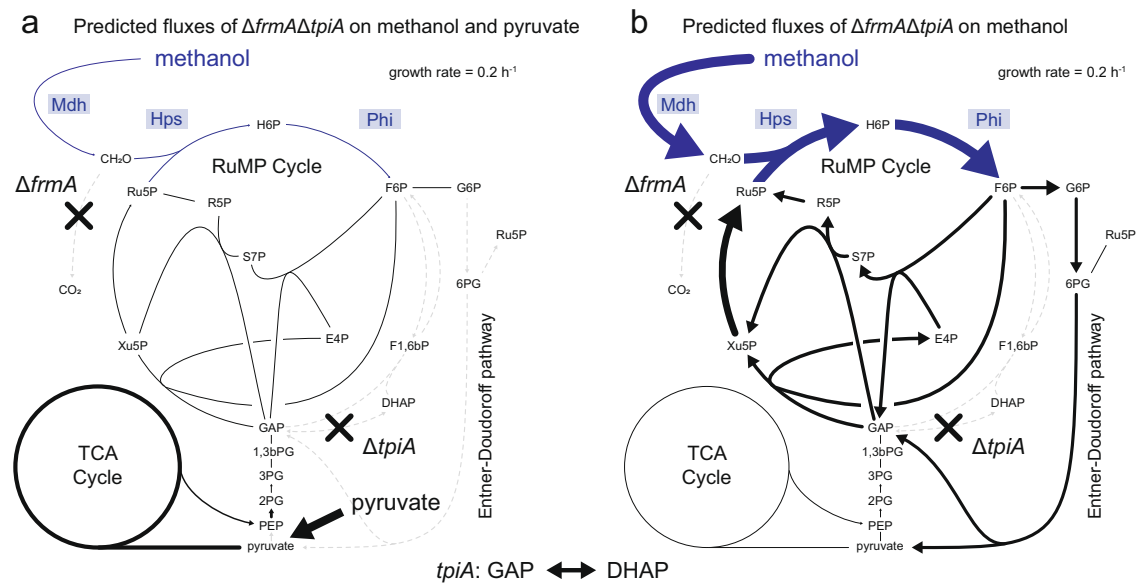 a
Predicted fluxes of ΔfrmAΔtpiA on methanol and pyruvate
methanol
growth rate = 0.2 h⁻¹
Mdh
Hps
H6P
Phi
CH₂O
RuMP Cycle
ΔfrmA
Ru5P
F6P
G6P
R5P
Ru5P
S7P
CO₂
6PG
Xu5P
E4P
F1,6bP
Entner-Doudoroff pathway
DHAP
GAP
ΔtpiA
1,3bPG
TCA
Cycle
3PG
2PG
pyruvate
PEP
pyruvate
b
Predicted fluxes of ΔfrmAΔtpiA on methanol
methanol
growth rate = 0.2 h⁻¹
Mdh
Hps
H6P
Phi
CH₂O
RuMP Cycle
ΔfrmA
Ru5P
F6P
G6P
R5P
Ru5P
S7P
CO₂
6PG
Xu5P
E4P
F1,6bP
Entner-Doudoroff pathway
DHAP
GAP
ΔtpiA
1,3bPG
TCA
Cycle
3PG
2PG
PEP
pyruvate
tpiA: GAP ↔ DHAP